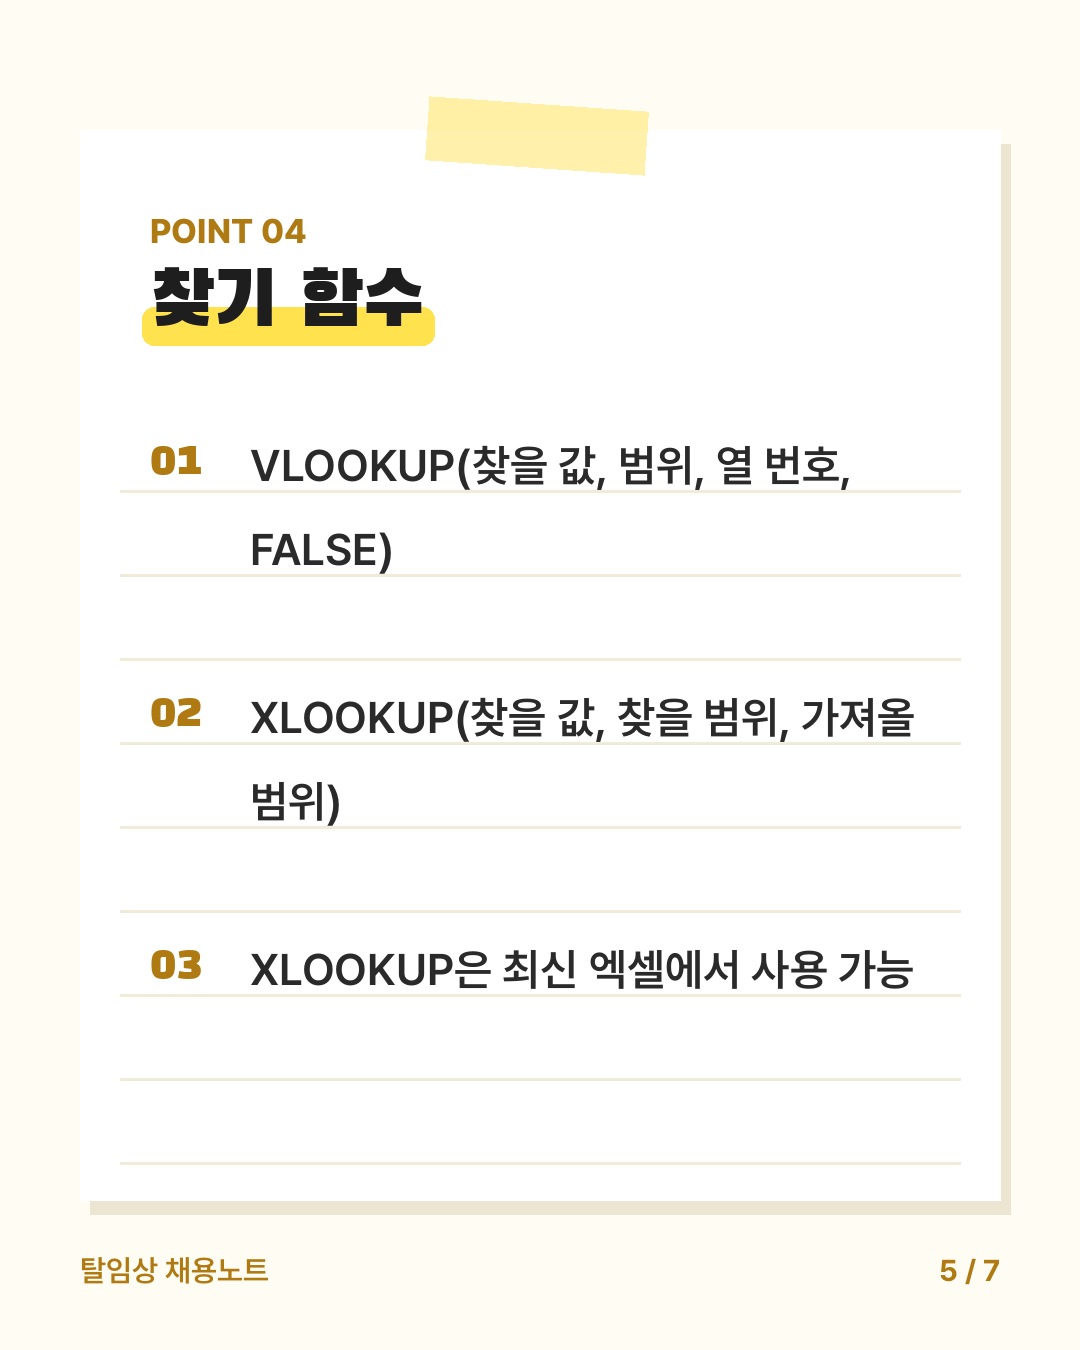 POINT 04
찾기 함수
01 VLOOKUP(찾을 값, 범위, 열 번호,
FALSE)
02 XLOOKUP(찾을 값, 찾을 범위, 가져올
범위)
03 XLOOKUP은 최신 엑셀에서 사용 가능
탈임상 채용노트
5 / 7